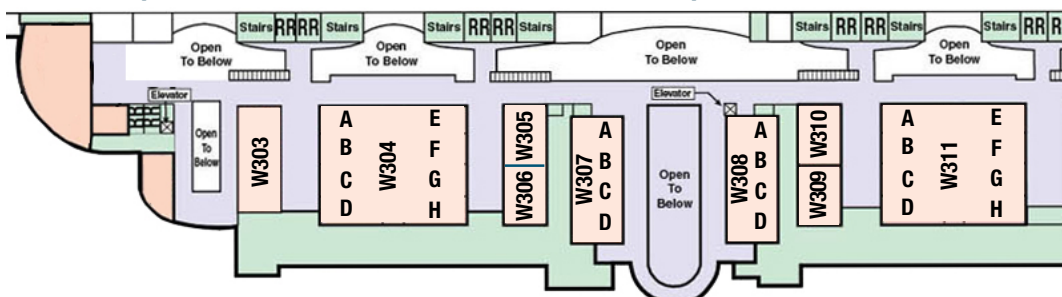 Stairs RR RR Stairs
Stairs RR RR Stairs
Stairs RR RR Stairs
Stairs RR
Open
To Below
Open
To Below
Open
To Below
Open
To Below
Elevator
Elevator
Open
To
Below
W303
A
B
C
D
W304
E
F
G
H
W305
W306
W307
A
B
C
D
Open
To
Below
W308
A
B
C
D
W310
W309
A
B
C
D
W311
E
F
G
H